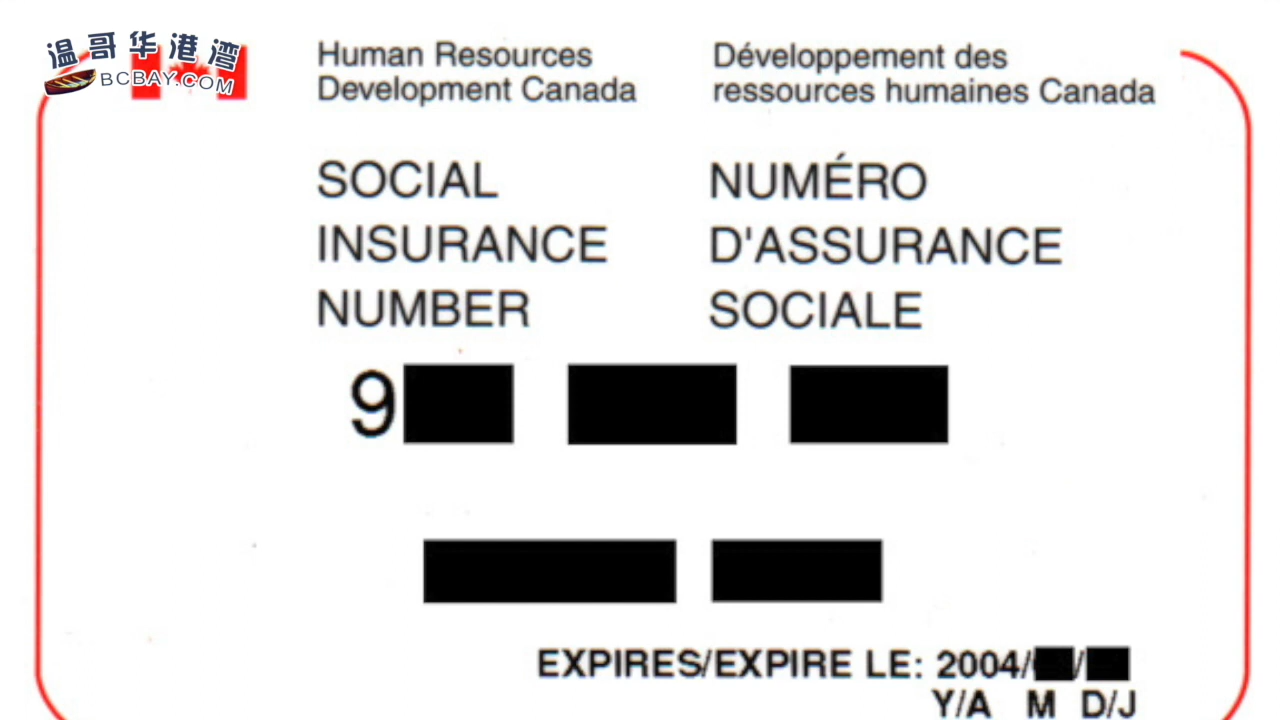 温哥华港湾
BCBAY.COM
Human Resources
Development Canada
Développement des
ressources humaines Canada
SOCIAL
INSURANCE
NUMBER
NUMÉRO
D'ASSURANCE
SOCIALE
9
EXPIRES/EXPIRE LE: 2004/ /
Y/A M D/J